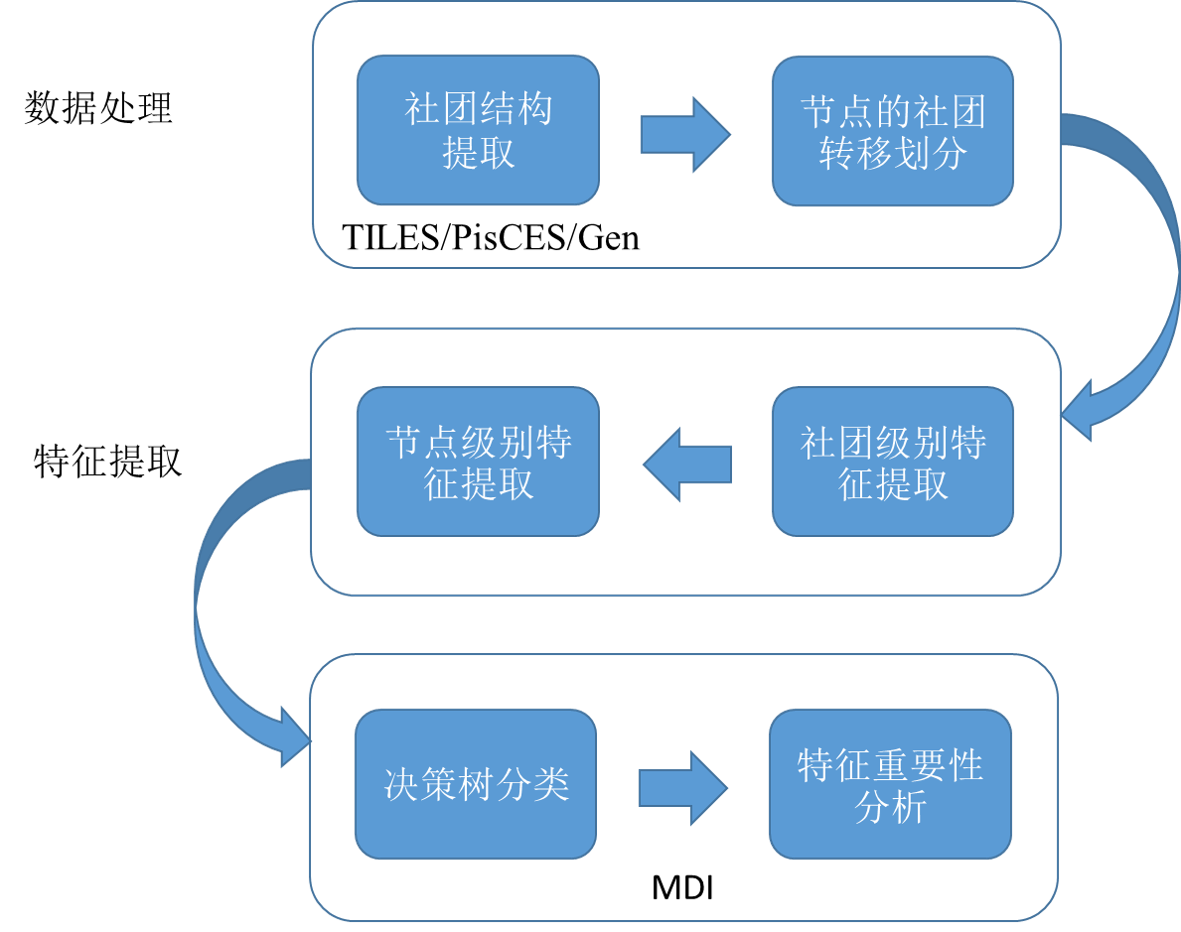 数据处理
社团结构
提取
节点的社团
转移划分
TILES/PisCES/Gen
特征提取
节点级别特
征提取
社团级别特
征提取
决策树分类
特征重要性
分析
MDI